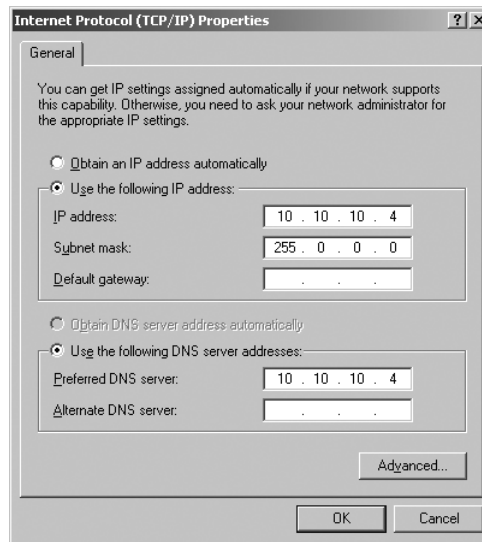 Internet Protocol (TCP/IP) Properties ? X
General
You can get IP settings assigned automatically if your network supports
this capability. Otherwise, you need to ask your network administrator for
the appropriate IP settings.
Obtain an IP address automatically
Use the following IP address:
IP address: 10 . 10 . 10 . 4
Subnet mask: 255 . 0 . 0 . 0
Default gateway: . . .
Obtain DNS server address automatically
Use the following DNS server addresses:
Preferred DNS server: 10 . 10 . 10 . 4
Alternate DNS server: . . .
Advanced...
OK Cancel